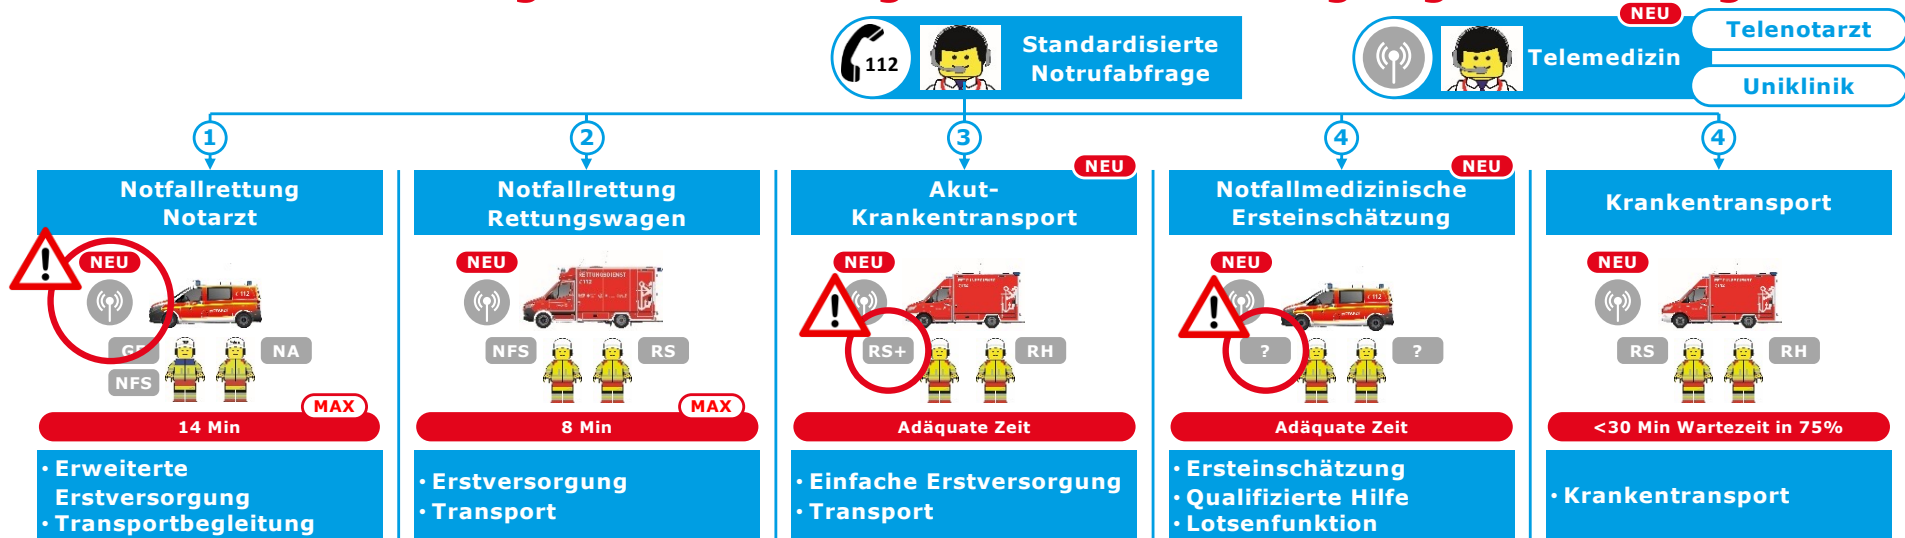 112
Standardisierte
Notrufabfrage
NEU
Telemedizin
Telenotarzt
Uniklinik
1
2
3
4
4
Notfallrettung
Notarzt
NEU
NFS
NA
MAX
14 Min
• Erweiterte
Erstversorgung
• Transportbegleitung
Notfallrettung
Rettungswagen
NEU
RETTUNGSDIENST
NFS
RS
MAX
8 Min
• Erstversorgung
• Transport
NEU
Akut-
Krankentransport
NEU
RS+
RH
Adäquate Zeit
• Einfache Erstversorgung
• Transport
NEU
Notfallmedizinische
Ersteinschätzung
NEU
?
?
Adäquate Zeit
• Ersteinschätzung
• Qualifizierte Hilfe
• Lotsenfunktion
Krankentransport
NEU
RS
RH
<30 Min Wartezeit in 75%
• Krankentransport